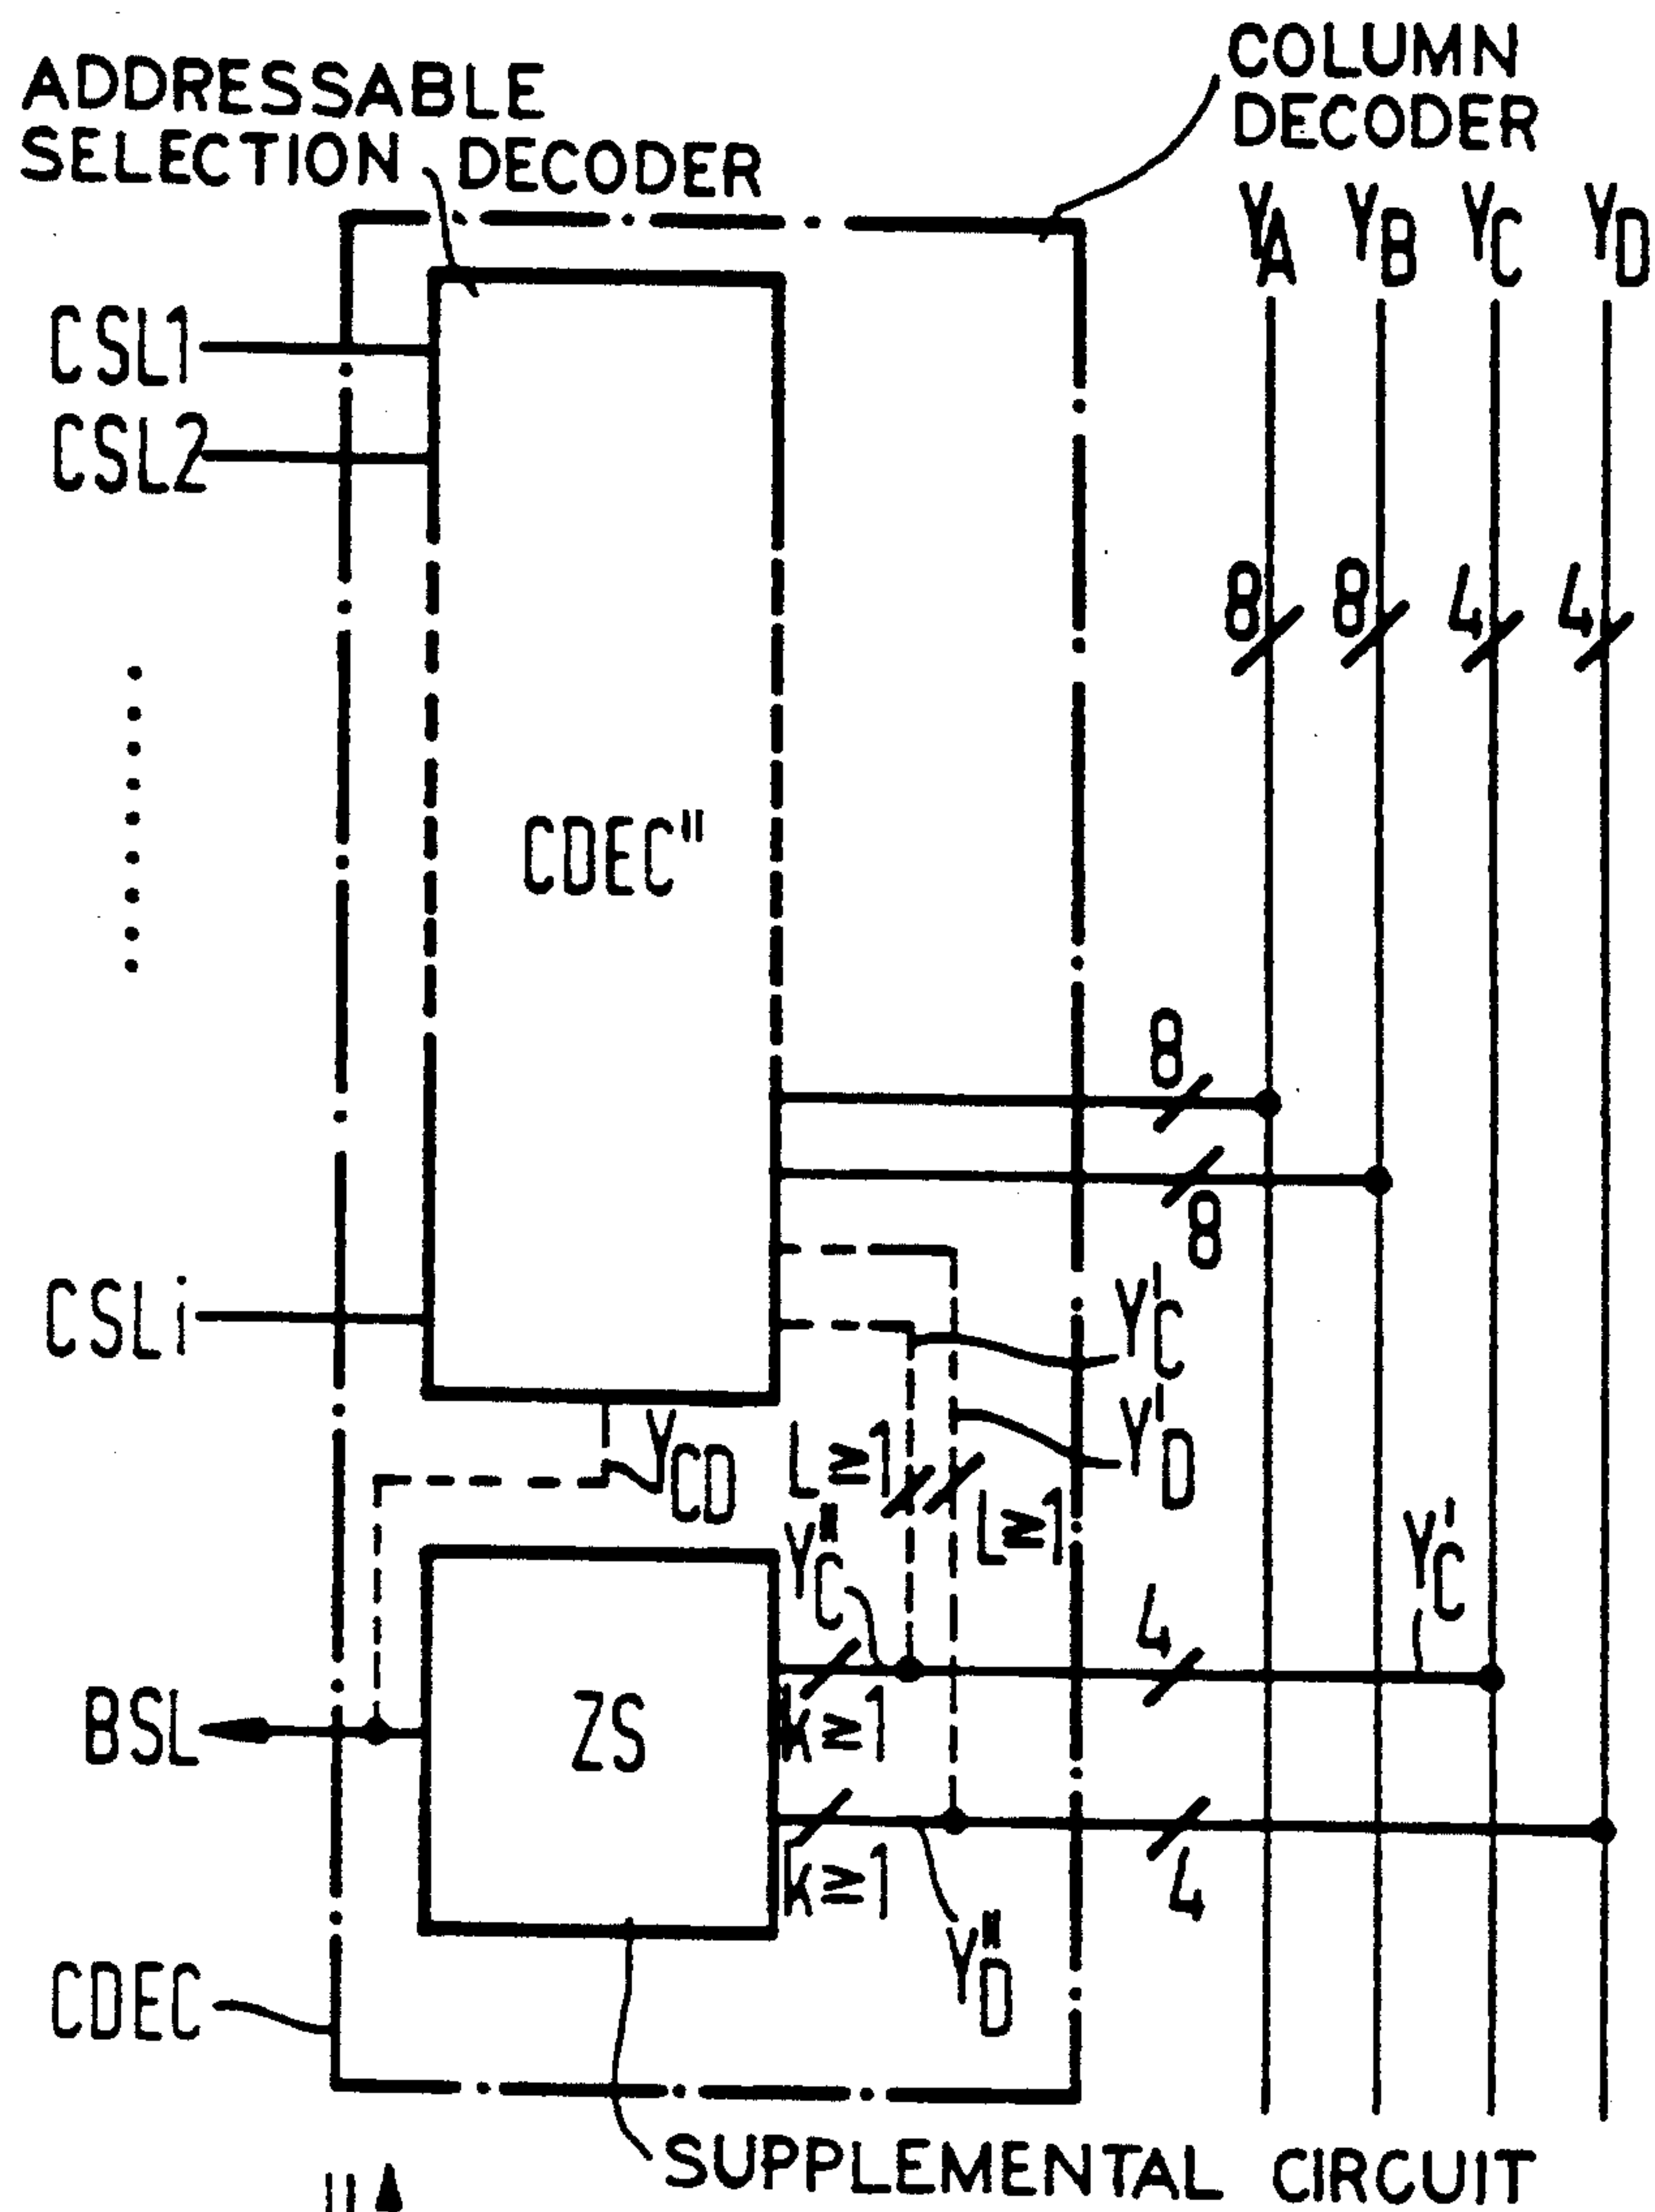 ADDRESSABLE
SELECTION DECODER
COLUMN
DECODER
YA YB YC YD
CSL1
CSL2
8 8 4 4
CDEC"
8
8
CSLi
Y'C
Y'D
YCD
L≥1
L≥1
Y"C
Y'C
4
BSL
ZS
k≥1
k≥1
4
Y"D
CDEC
SUPPLEMENTAL CIRCUIT
U